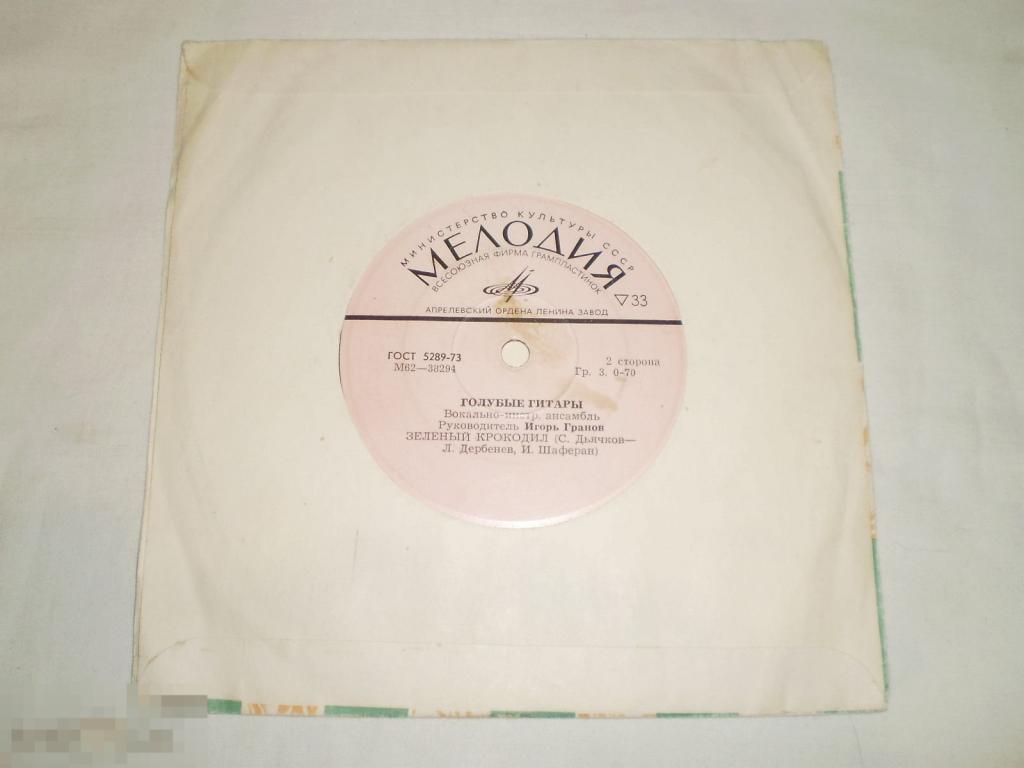 МИНИСТЕРСТВО КУЛЬТУРЫ СССР
МЕЛОДИЯ
ВСЕСОЮЗНАЯ ФИРМА ГРАМПЛАСТИНОК
▽33
АПРЕЛЕВСКИЙ ОРДЕНА ЛЕНИНА ЗАВОД
ГОСТ 5289-73
М62—38294
2 сторона
Гр. 3. 0-70
ГОЛУБЫЕ ГИТАРЫ
Вокально-инстр. ансамбль
Руководитель Игорь Гранов
ЗЕЛЕНЫЙ КРОКОДИЛ (С. Дьячков—
Л. Дербенев, И. Шаферан)